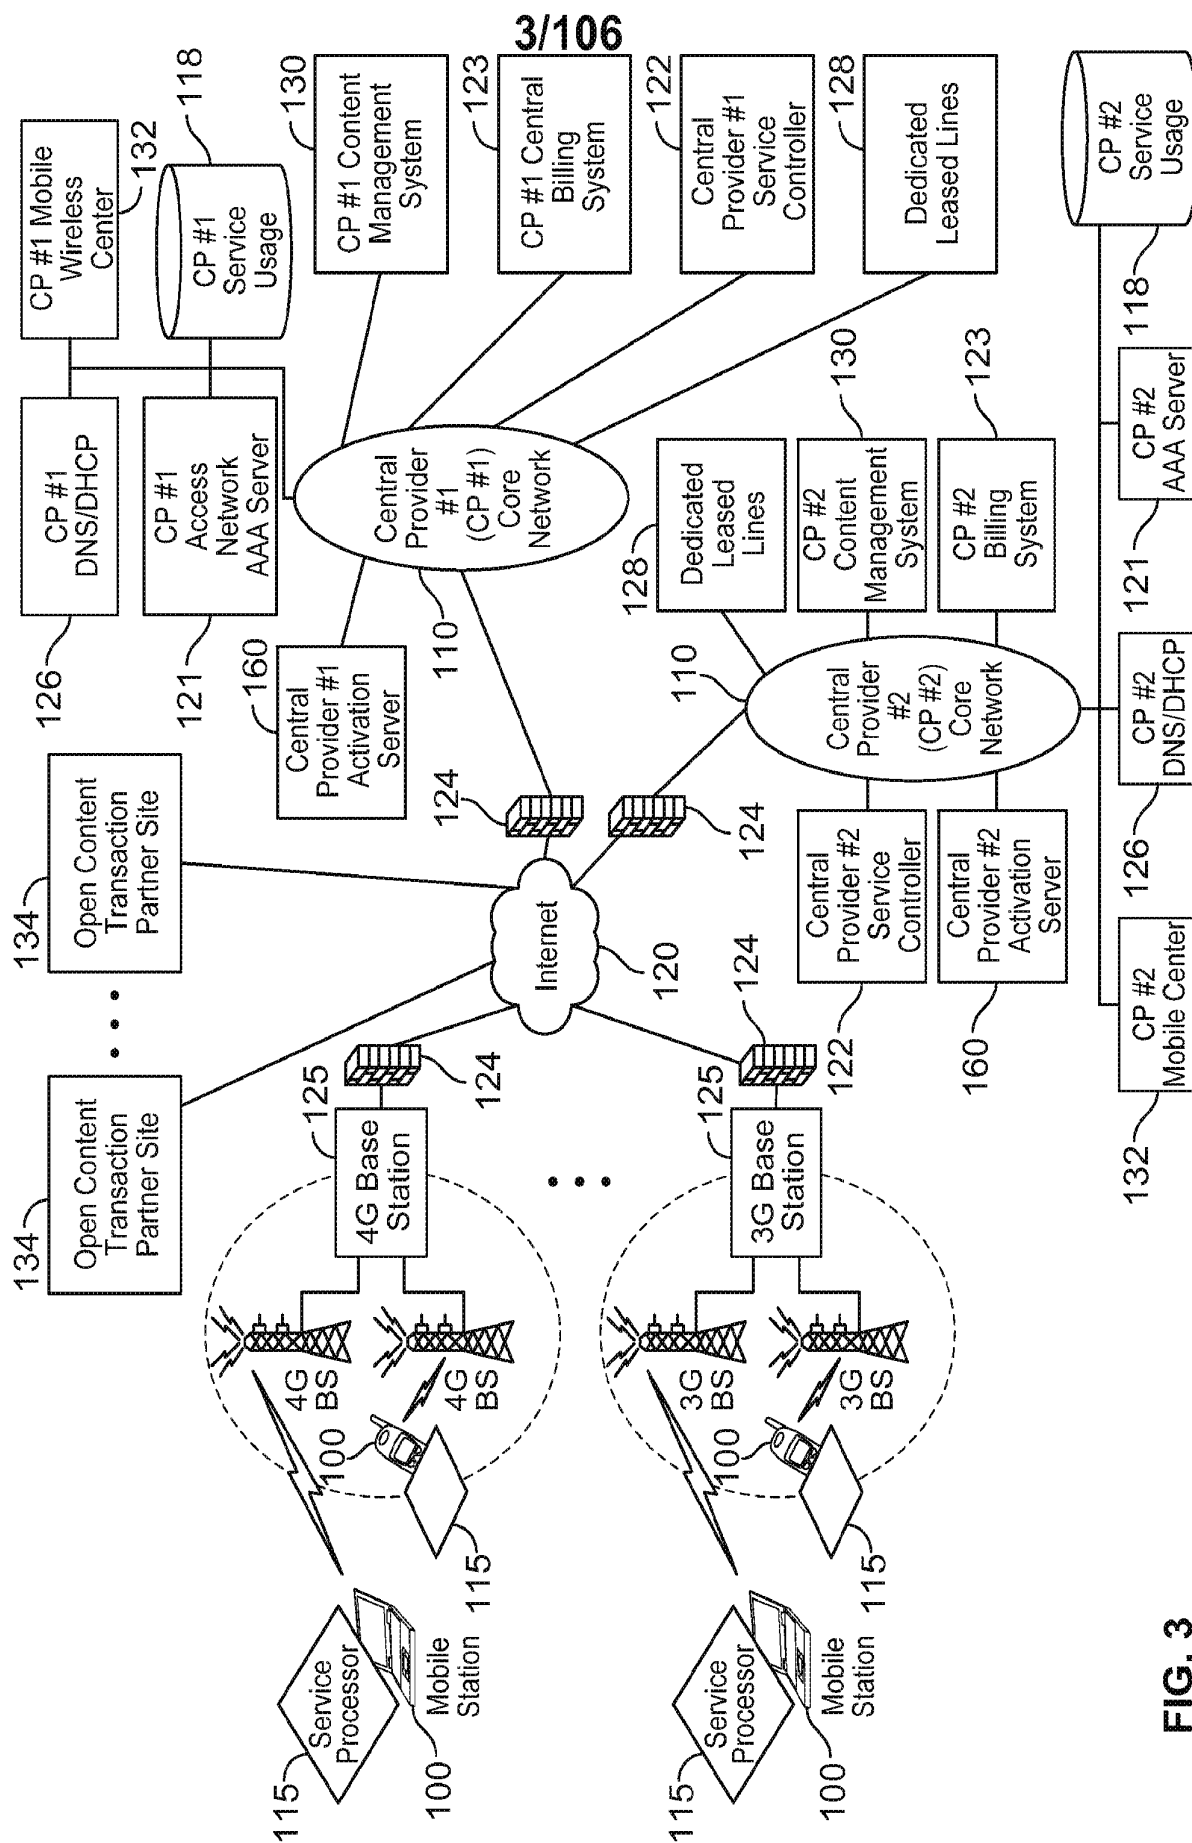 3/106
134
Open Content
Transaction
Partner Site
134
Open Content
Transaction
Partner Site
126
CP #1
DNS/DHCP
CP #1 Mobile
Wireless
Center
132
121
CP #1
Access
Network
AAA Server
CP #1
Service
Usage
118
160
Central
Provider #1
Activation
Server
110
Central
Provider
#1
(CP #1)
Core
Network
CP #1 Content
Management
System
130
CP #1 Central
Billing
System
123
Central
Provider #1
Service
Controller
122
Dedicated
Leased Lines
128
115
Service
Processor
100
Mobile
Station
100
115
4G
BS
4G
BS
125
4G Base
Station
124
Internet
120
124
124
115
Service
Processor
100
Mobile
Station
100
115
3G
BS
3G
BS
125
3G Base
Station
124
110
Central
Provider
#2
(CP #2)
Core
Network
128
Dedicated
Leased
Lines
122
Central
Provider #2
Service
Controller
CP #2
Content
Management
System
130
160
Central
Provider #2
Activation
Server
CP #2
Billing
System
123
132
CP #2
Mobile Center
126
CP #2
DNS/DHCP
121
CP #2
AAA Server
118
CP #2
Service
Usage
FIG. 3